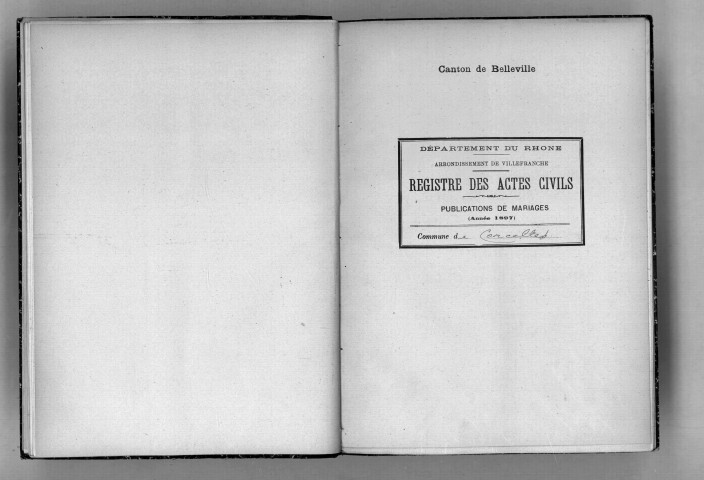 Canton de Belleville
DÉPARTEMENT DU RHONE
ARRONDISSEMENT DE VILLEFRANCHE
REGISTRE DES ACTES CIVILS
PUBLICATIONS DE MARIAGES
(Année 1897)
Commune de Corcelles